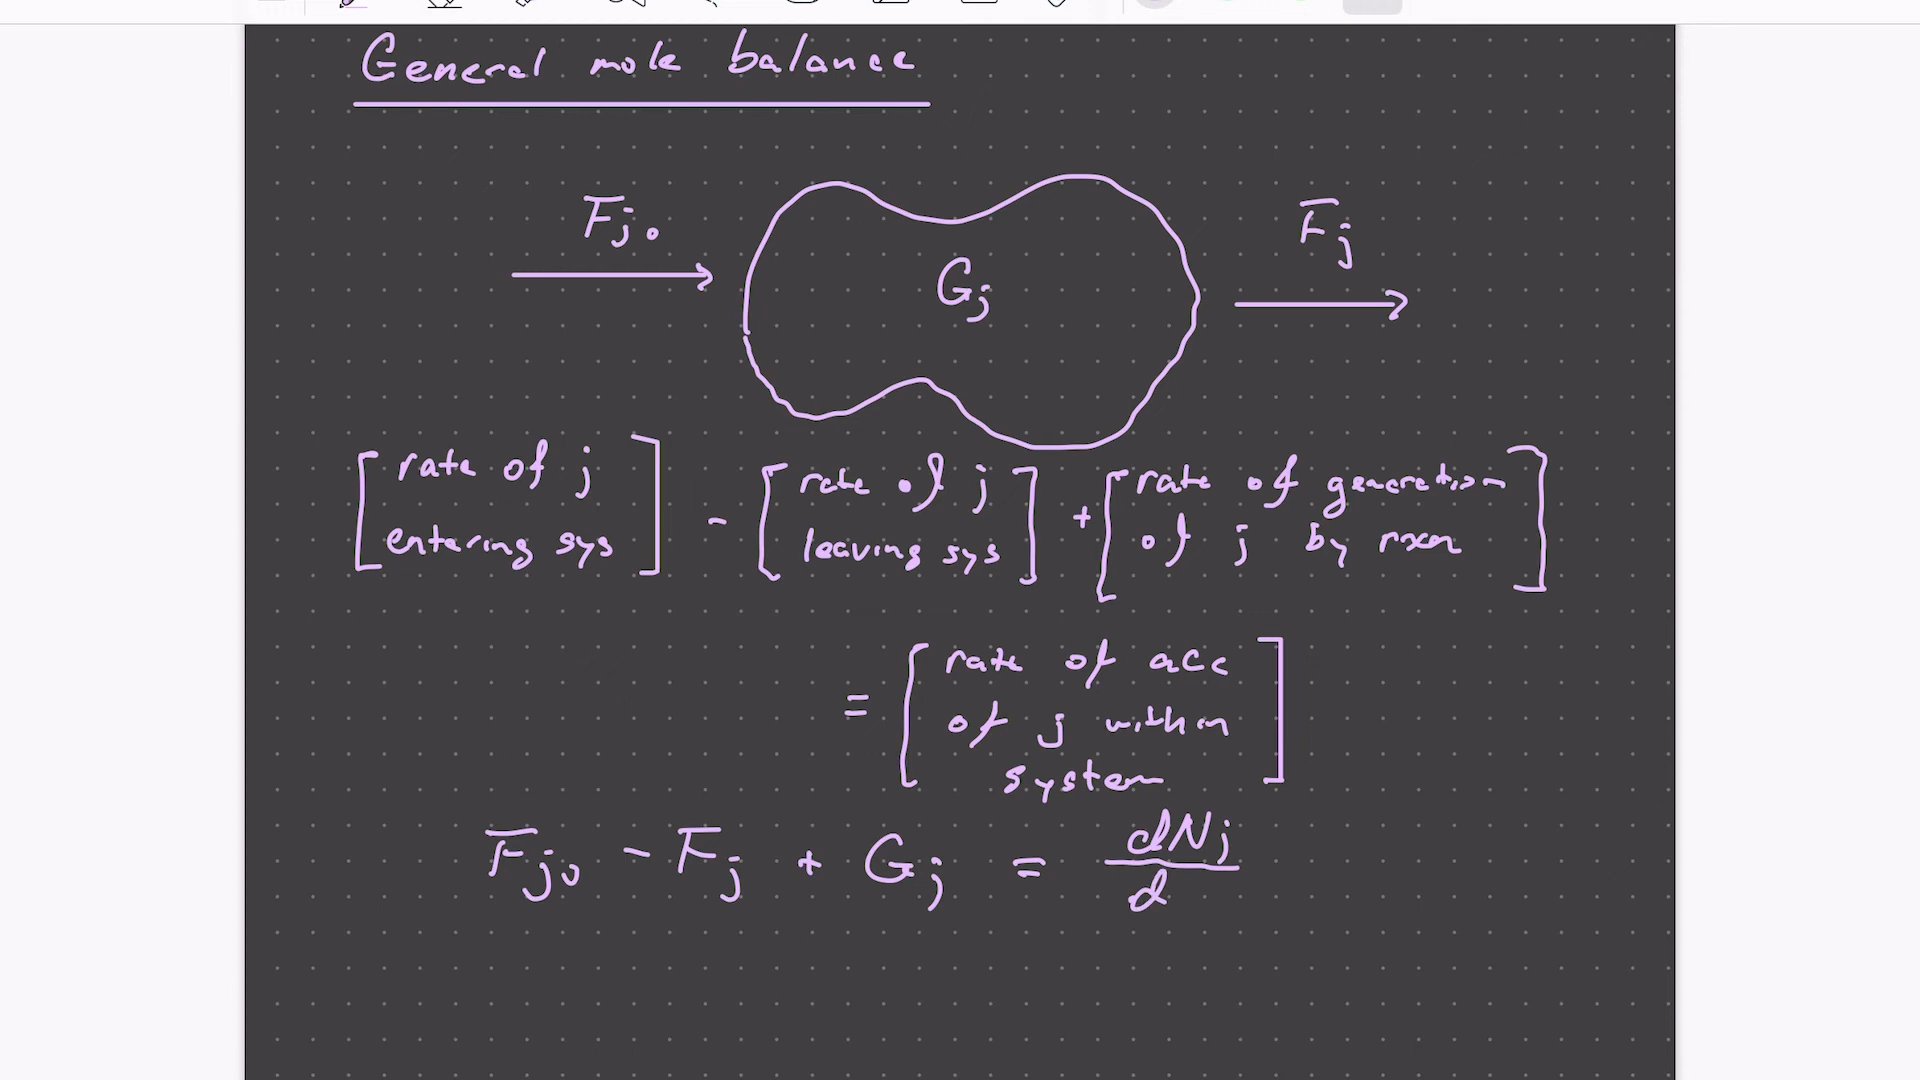 General mole balance
Fj0
Gj
Fj
[rate of j entering sys] - [rate of j leaving sys] + [rate of generation of j by rxn]
= [rate of acc of j within system]
Fj0 - Fj + Gj = dNj/d